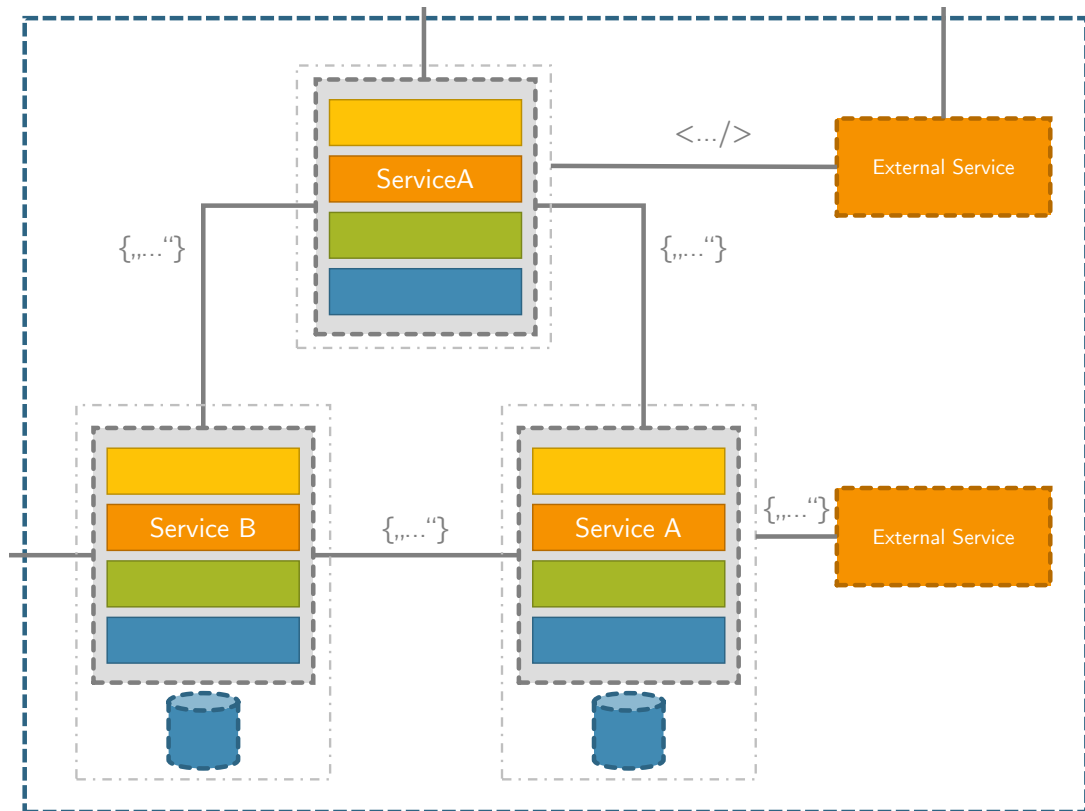 <.../>
ServiceA
External Service
{„...“}
{„...“}
Service B
{„...“}
Service A
{„...“}
External Service